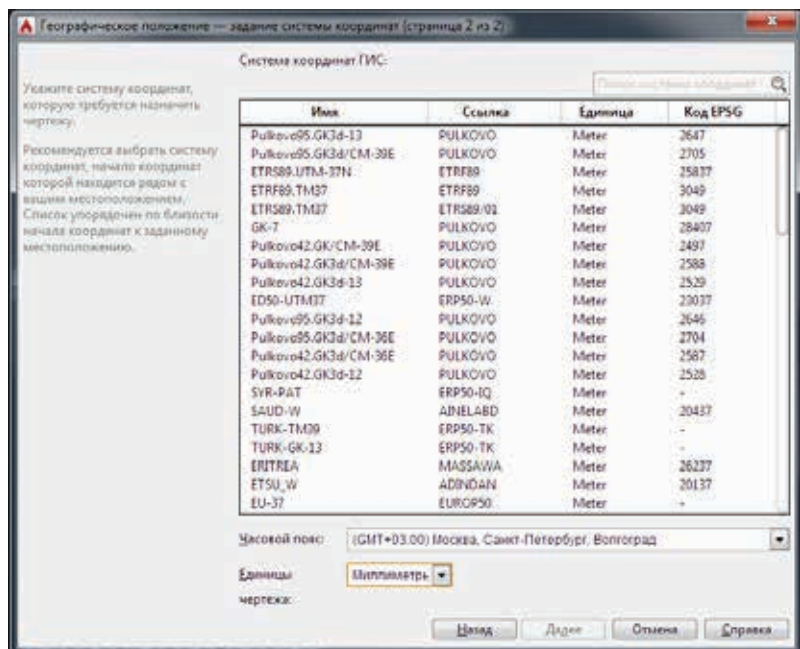 Географическое положение — задание системы координат (страница 2 из 2)
Укажите систему координат,
которую требуется назначить
чертежу.
Рекомендуется выбрать систему
координат, начало координат
которой находится рядом с
вашим местоположением.
Список упорядочен по близости
начала координат к заданному
местоположению.
Система координат ГИС:
Имя Ссылка Единица Код EPSG
Pulkovo95.GK3d-13 PULKOVO Meter 2647
Pulkovo95.GK3d/CM-39E PULKOVO Meter 2705
ETRS89.UTM-37N ETRF89 Meter 25837
ETRF89.TM37 ETRF89 Meter 3049
ETRS89.TM37 ETRS89/01 Meter 3049
GK-7 PULKOVO Meter 28407
Pulkovo42.GK/CM-39E PULKOVO Meter 2497
Pulkovo42.GK3d/CM-39E PULKOVO Meter 2588
Pulkovo42.GK3d-13 PULKOVO Meter 2529
ED50-UTM37 ERP50-W Meter 23037
Pulkovo95.GK3d-12 PULKOVO Meter 2646
Pulkovo95.GK3d/CM-36E PULKOVO Meter 2704
Pulkovo42.GK3d/CM-36E PULKOVO Meter 2587
Pulkovo42.GK3d-12 PULKOVO Meter 2528
SYR-PAT ERP50-IQ Meter -
SAUD-W AINELABD Meter 20437
TURK-TM39 ERP50-TK Meter -
TURK-GK-13 ERP50-TK Meter -
ERITREA MASSAWA Meter 26237
ETSU_W ADINDAN Meter 20137
EU-37 EUROP50 Meter -
Часовой пояс: (GMT+03.00) Москва, Санкт-Петербург, Волгоград
Единицы Миллиметры
чертежа:
Назад Далее Отмена Справка